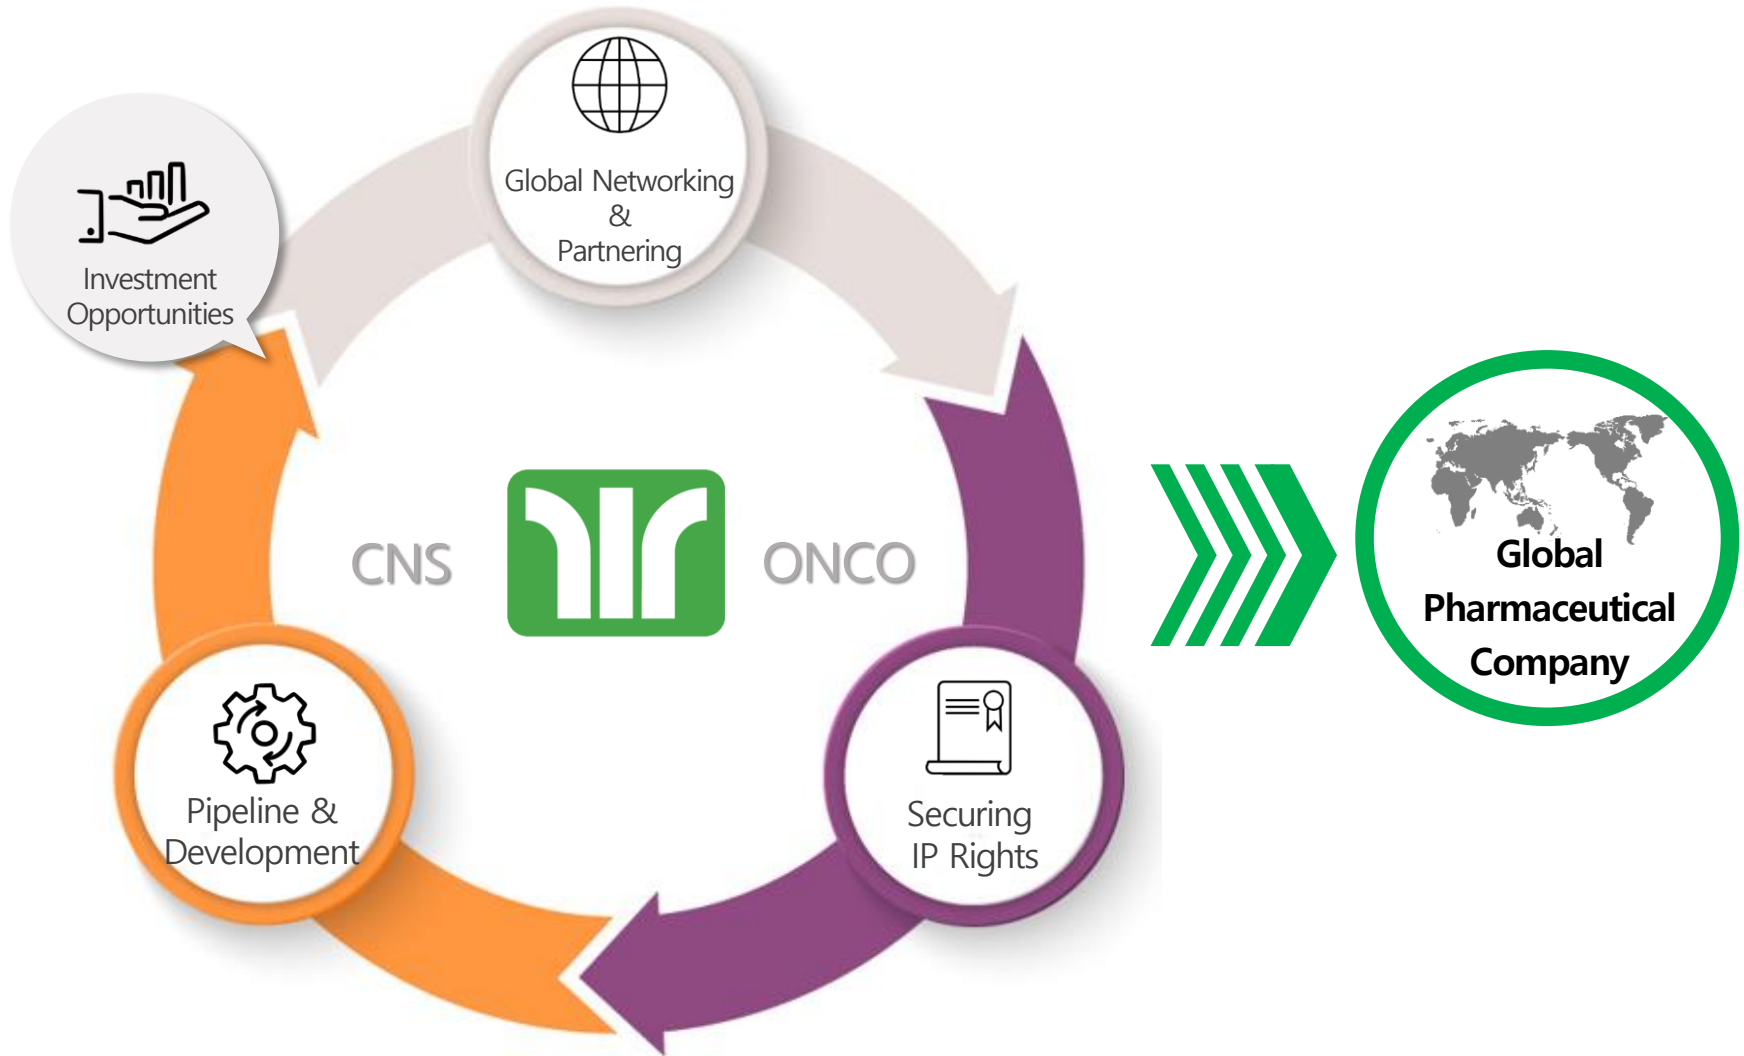 Global Networking
&
Partnering
Investment
Opportunities
CNS
ONCO
Global
Pharmaceutical
Company
Pipeline &
Development
Securing
IP Rights